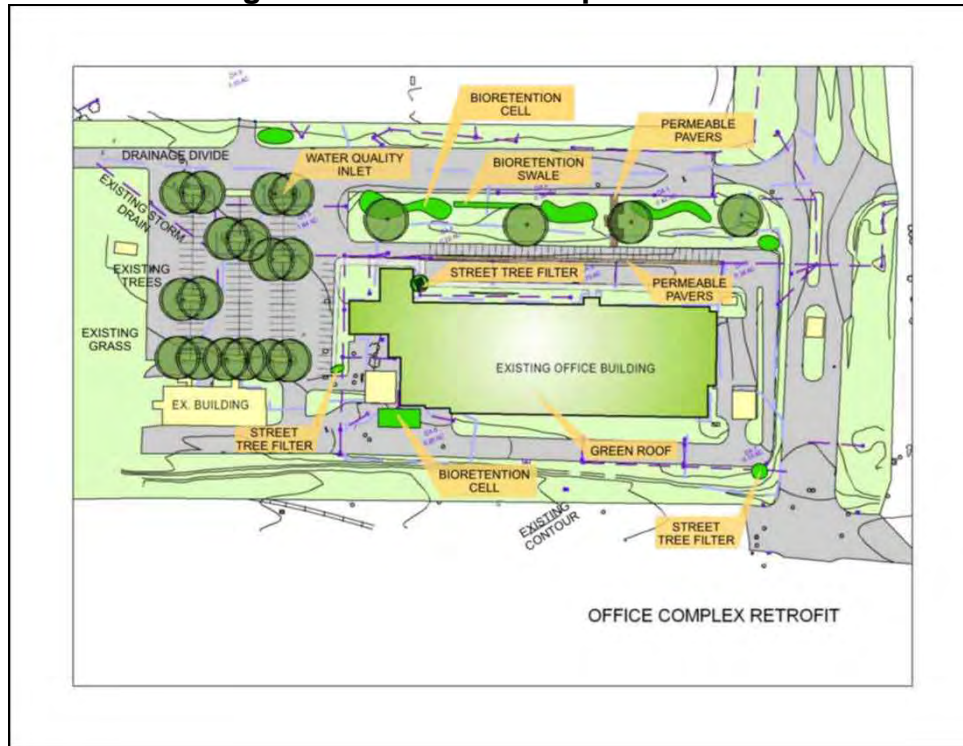 BIORETENTION
CELL
PERMEABLE
PAVERS
DRAINAGE DIVIDE
WATER QUALITY
INLET
BIORETENTION
SWALE
EXISTING STORM
DRAIN
EXISTING
TREES
STREET TREE FILTER
PERMEABLE
PAVERS
EXISTING
GRASS
EXISTING OFFICE BUILDING
EX. BUILDING
STREET
TREE FILTER
GREEN ROOF
BIORETENTION
CELL
EXISTING
CONTOUR
STREET
TREE FILTER
OFFICE COMPLEX RETROFIT